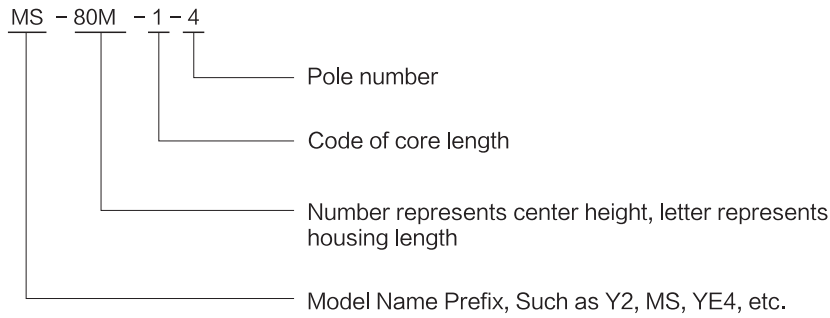 MS - 80M - 1 - 4
Pole number
Code of core length
Number represents center height, letter represents
housing length
Model Name Prefix, Such as Y2, MS, YE4, etc.